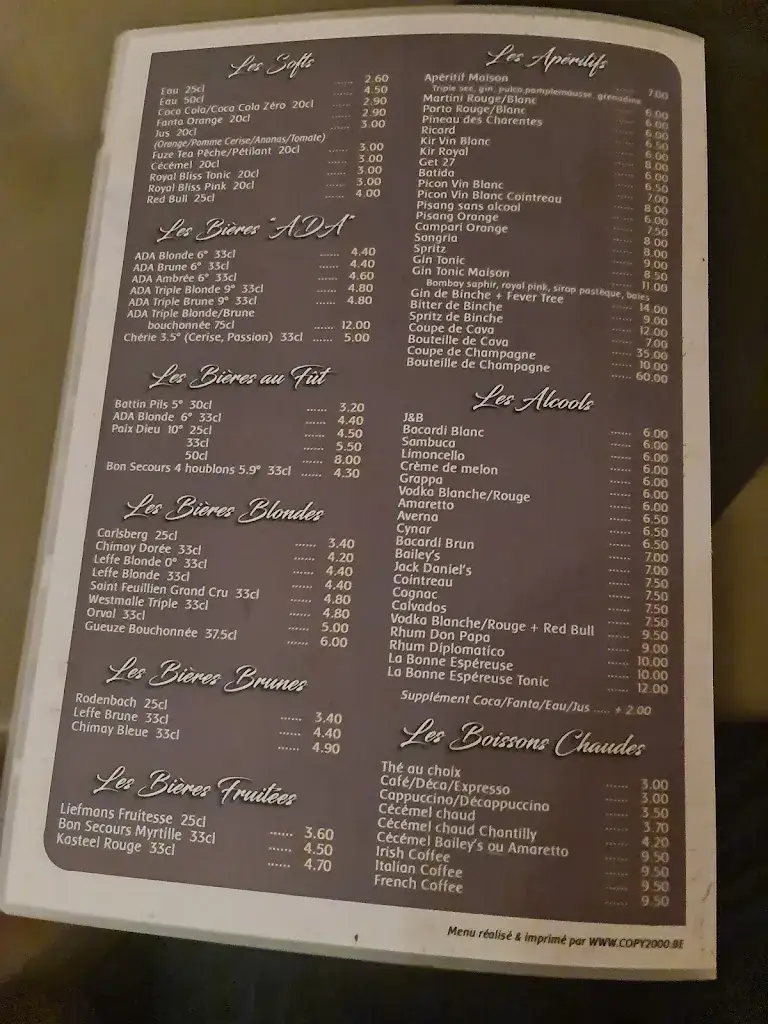 Les Softs
Eau 25cl ...... 2.60
Eau 50cl ...... 4.50
Coca Cola/Coca Cola Zéro 20cl ...... 2.90
Fanta Orange 20cl ...... 2.90
Jus 20cl ...... 3.00
(Orange/Pomme Cerise/Ananas/Tomate)
Fuze Tea Pêche/Pétilant 20cl ...... 3.00
Cécémel 20cl ...... 3.00
Royal Bliss Tonic 20cl ...... 3.00
Royal Bliss Pink 20cl ...... 3.00
Red Bull 25cl ...... 4.00
Les Bières "ADA"
ADA Blonde 6° 33cl ...... 4.40
ADA Brune 6° 33cl ...... 4.40
ADA Ambrée 6° 33cl ...... 4.60
ADA Triple Blonde 9° 33cl ...... 4.80
ADA Triple Brune 9° 33cl ...... 4.80
ADA Triple Blonde/Brune
bouchonnée 75cl ...... 12.00
Chérie 3.5° (Cerise, Passion) 33cl ...... 5.00
Les Bières au Fût
Battin Pils 5° 30cl ...... 3.20
ADA Blonde 6° 33cl ...... 4.40
Paix Dieu 10° 25cl ...... 4.50
33cl ...... 5.50
50cl ...... 8.00
Bon Secours 4 houblons 5.9° 33cl ...... 4.30
Les Bières Blondes
Carlsberg 25cl ...... 3.40
Chimay Dorée 33cl ...... 4.20
Leffe Blonde 0° 33cl ...... 4.40
Leffe Blonde 33cl ...... 4.40
Saint Feuillien Grand Cru 33cl ...... 4.80
Westmalle Triple 33cl ...... 4.80
Orval 33cl ...... 5.00
Gueuze Bouchonnée 37.5cl ...... 6.00
Les Bières Brunes
Rodenbach 25cl ...... 3.40
Leffe Brune 33cl ...... 4.40
Chimay Bleue 33cl ...... 4.90
Les Bières Fruitées
Liefmans Fruitesse 25cl ...... 3.60
Bon Secours Myrtille 33cl ...... 4.50
Kasteel Rouge 33cl ...... 4.70
Les Apéritifs
Apéritif Maison ...... 7.00
Triple sec, gin, pulco pamplemousse, grenadine
Martini Rouge/Blanc ...... 6.00
Porto Rouge/Blanc ...... 6.00
Pineau des Charentes ...... 6.00
Ricard ...... 6.50
Kir Vin Blanc ...... 6.00
Kir Royal ...... 8.00
Get 27 ...... 6.00
Batida ...... 6.50
Picon Vin Blanc ...... 7.00
Picon Vin Blanc Cointreau ...... 8.00
Pisang sans alcool ...... 6.00
Pisang Orange ...... 7.50
Campari Orange ...... 8.00
Sangria ...... 8.00
Spritz ...... 9.00
Gin Tonic ...... 8.50
Gin Tonic Maison ...... 11.00
Bombay saphir, royal pink, sirop pastèque, baies
Gin de Binche + Fever Tree ...... 14.00
Bitter de Binche ...... 9.00
Spritz de Binche ...... 12.00
Coupe de Cava ...... 7.00
Bouteille de Cava ...... 35.00
Coupe de Champagne ...... 10.00
Bouteille de Champagne ...... 60.00
Les Alcools
J&B ...... 6.00
Bacardi Blanc ...... 6.00
Sambuca ...... 6.00
Limoncello ...... 6.00
Crème de melon ...... 6.00
Grappa ...... 6.00
Vodka Blanche/Rouge ...... 6.00
Amaretto ...... 6.50
Averna ...... 6.50
Cynar ...... 6.50
Bacardi Brun ...... 7.00
Bailey's ...... 7.00
Jack Daniel's ...... 7.50
Cointreau ...... 7.50
Cognac ...... 7.50
Calvados ...... 7.50
Vodka Blanche/Rouge + Red Bull ...... 9.50
Rhum Don Papa ...... 9.00
Rhum Diplomatico ...... 10.00
La Bonne Espéreuse ...... 10.00
La Bonne Espéreuse Tonic ...... 12.00
Supplément Coca/Fanta/Eau/Jus ..... + 2.00
Les Boissons Chaudes
Thé au choix ...... 3.00
Café/Déca/Expresso ...... 3.00
Cappuccino/Décappuccino ...... 3.50
Cécémel chaud ...... 3.70
Cécémel chaud Chantilly ...... 4.20
Cécémel Bailey's ou Amaretto ...... 9.50
Irish Coffee ...... 9.50
Italian Coffee ...... 9.50
French Coffee ...... 9.50
Menu réalisé & imprimé par WWW.COPY2000.BE